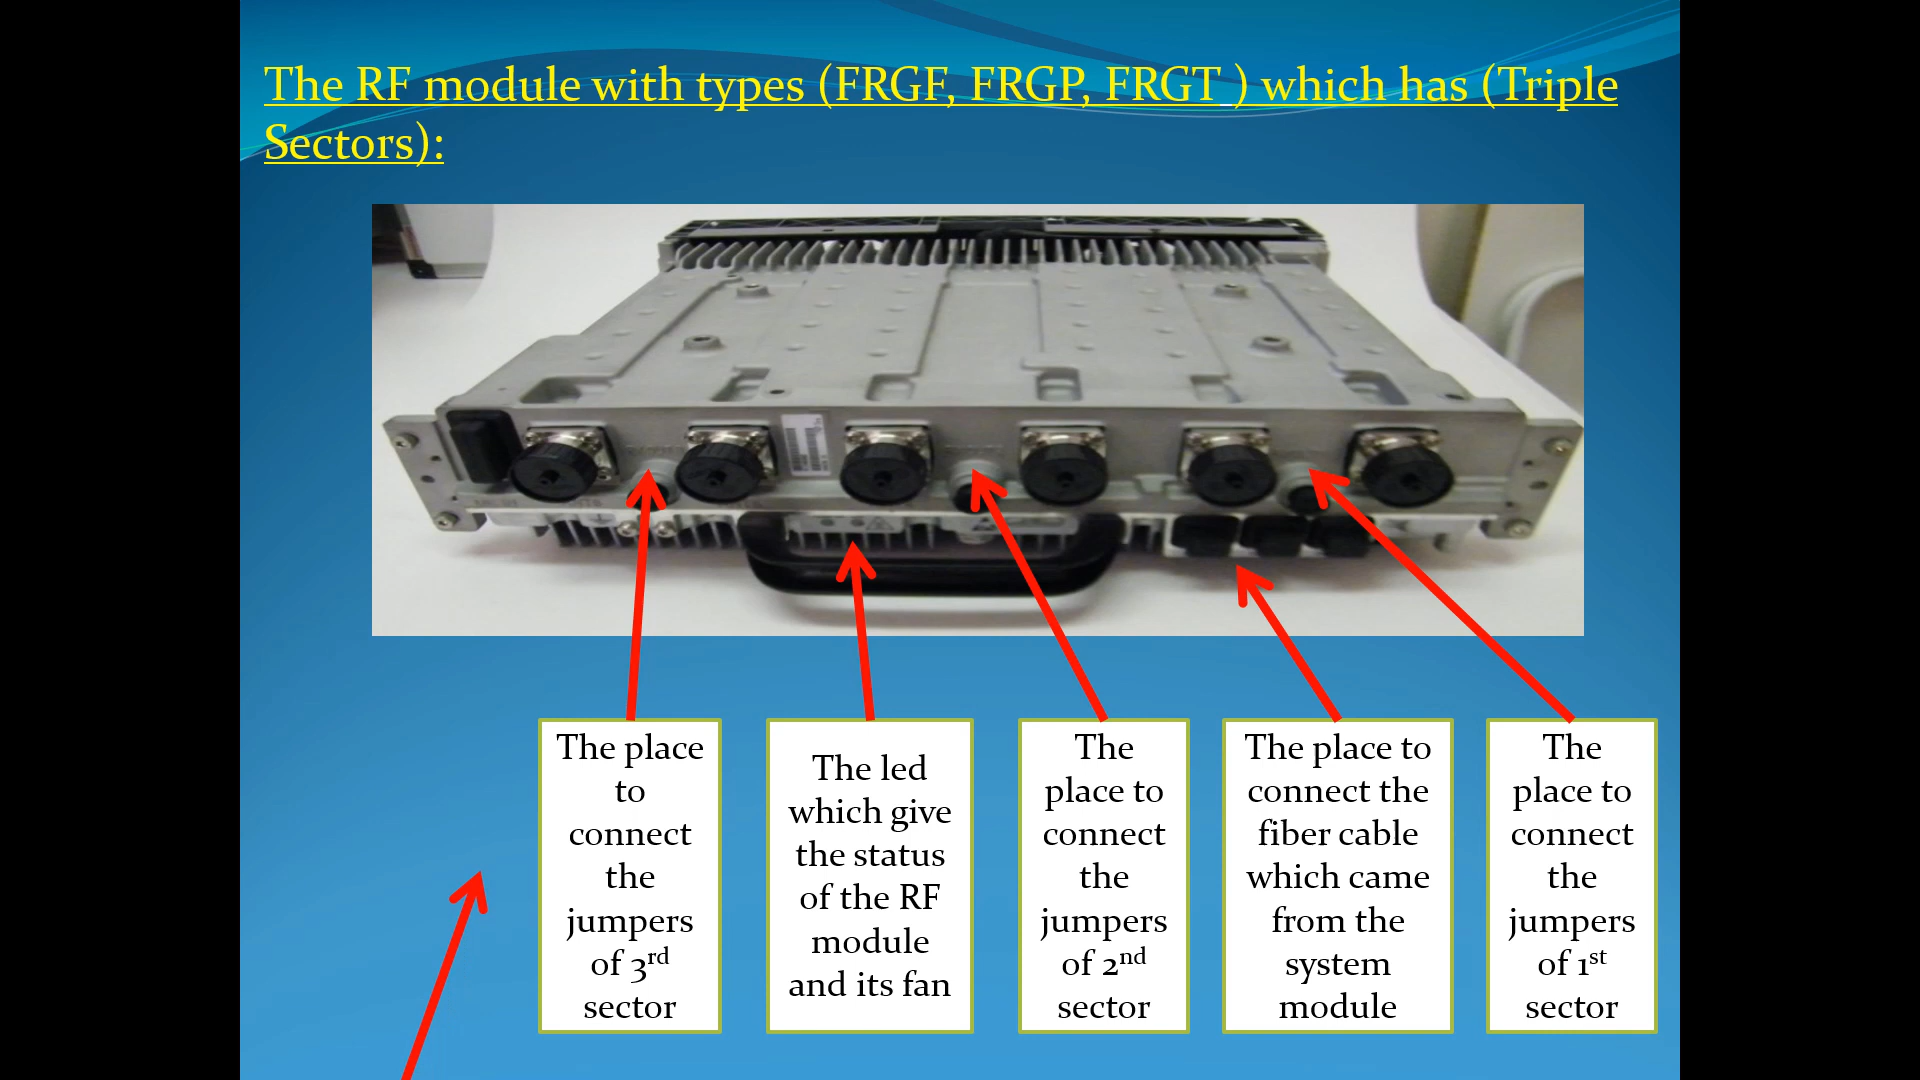 The RF module with types (FRGF, FRGP, FRGT ) which has (Triple
Sectors):
The place
to
connect
the
jumpers
of 3rd
sector
The led
which give
the status
of the RF
module
and its fan
The
place to
connect
the
jumpers
of 2nd
sector
The place to
connect the
fiber cable
which came
from the
system
module
The
place to
connect
the
jumpers
of 1st
sector